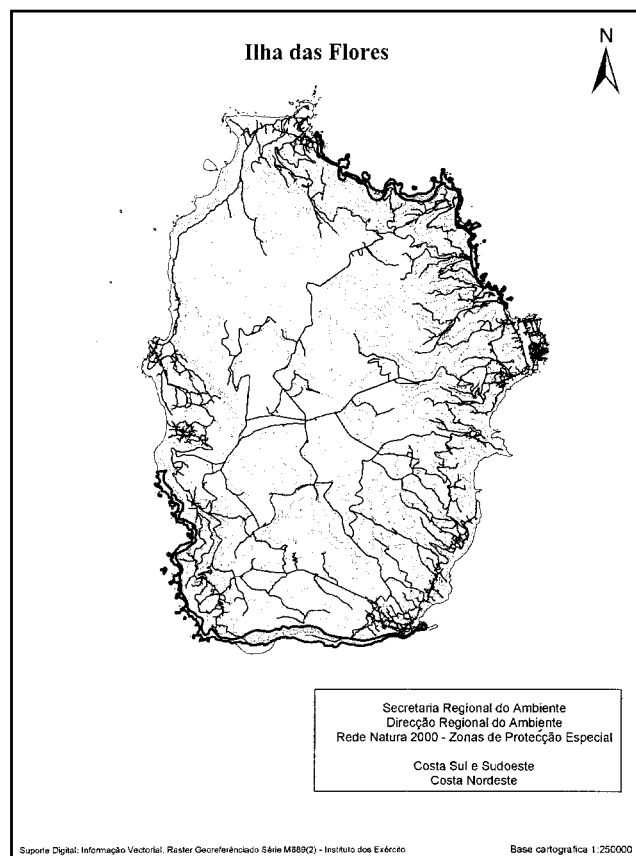 Ilha das Flores
N
Secretaria Regional do Ambiente
Direcção Regional do Ambiente
Rede Natura 2000 - Zonas de Protecção Especial
Costa Sul e Sudoeste
Costa Nordeste
Suporte Digital: Informação Vectorial, Raster Georeferênciado Série M889(2) - Instituto dos Exército
Base cartografica 1:250000